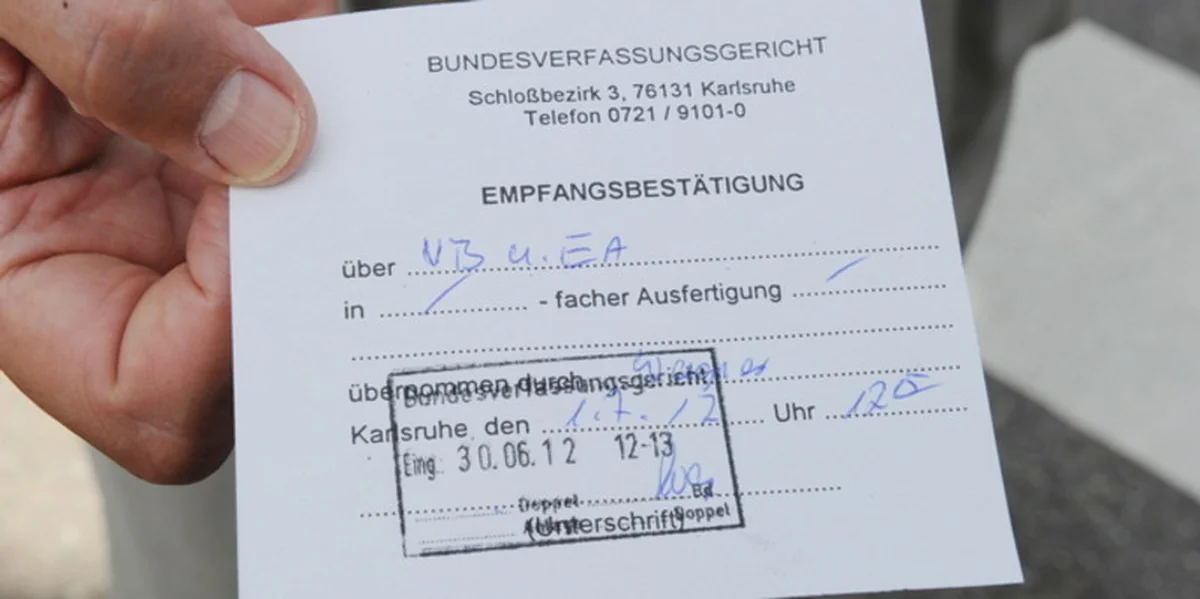 BUNDESVERFASSUNGSGERICHT
Schloßbezirk 3, 76131 Karlsruhe
Telefon 0721 / 9101-0
EMPFANGSBESTÄTIGUNG
über VB u. EA
in / - facher Ausfertigung /
übernommen durch
Bundesverfassungsgericht
Karlsruhe, den 1.7.12 Uhr
Eing.: 30.06.12 12-13
Doppel Bd
(Unterschrift) Doppel